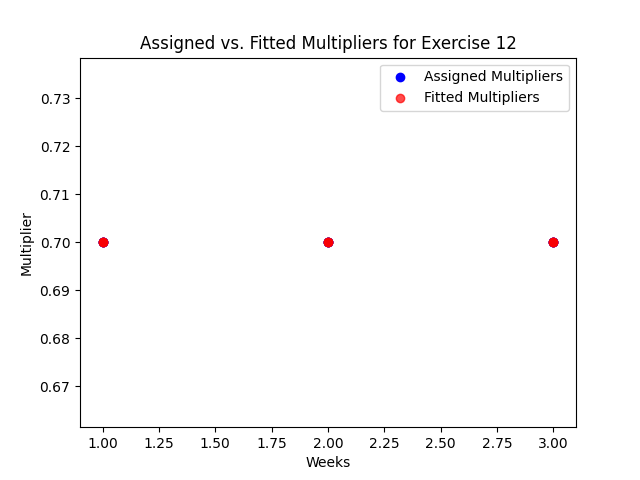 Assigned vs. Fitted Multipliers for Exercise 12
Assigned Multipliers
Fitted Multipliers
0.73
0.72
0.71
0.70
0.69
0.68
0.67
Multiplier
1.00 1.25 1.50 1.75 2.00 2.25 2.50 2.75 3.00
Weeks